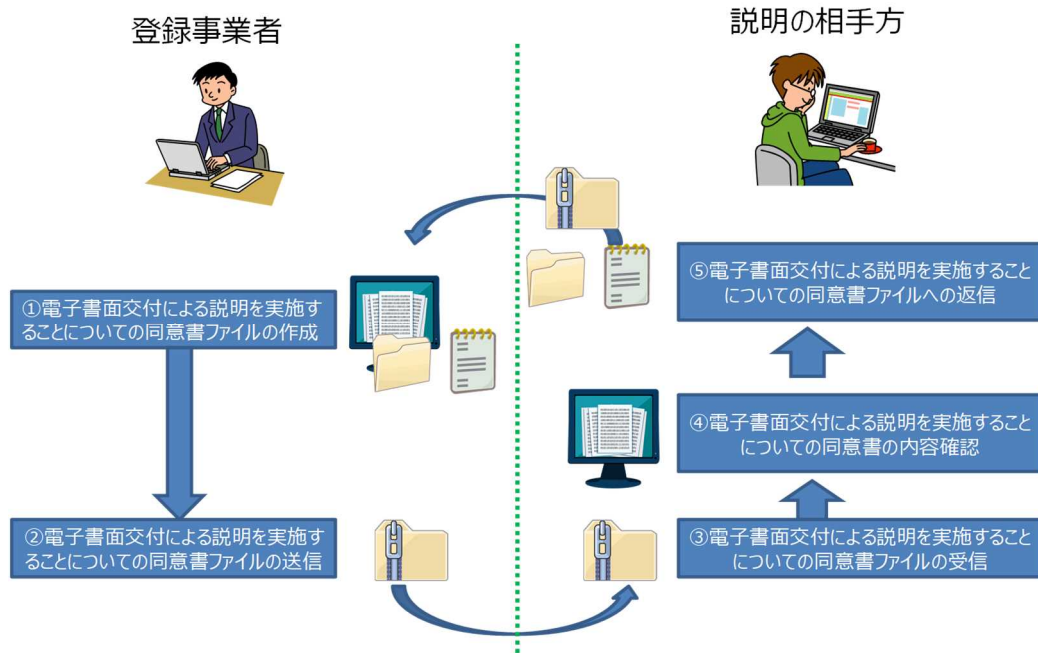 登録事業者
説明の相手方
①電子書面交付による説明を実施す
ることについての同意書ファイルの作成
②電子書面交付による説明を実施す
ることについての同意書ファイルの送信
⑤電子書面交付による説明を実施すること
についての同意書ファイルへの返信
④電子書面交付による説明を実施すること
についての同意書の内容確認
③電子書面交付による説明を実施すること
についての同意書ファイルの受信